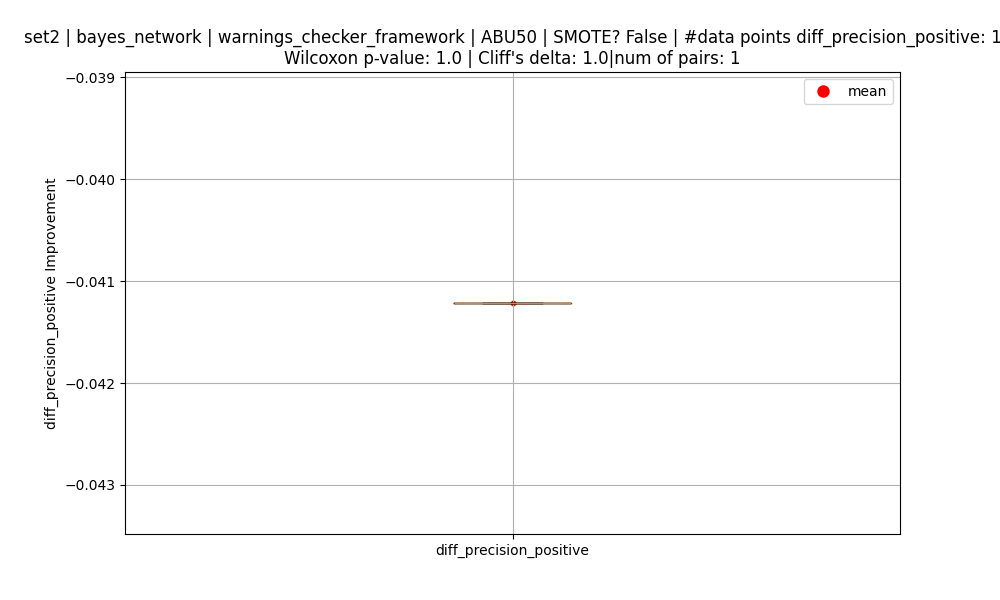 set2 | bayes_network | warnings_checker_framework | ABU50 | SMOTE? False | #data points diff_precision_positive: 1
Wilcoxon p-value: 1.0 | Cliff's delta: 1.0|num of pairs: 1
mean
−0.039
−0.040
−0.041
−0.042
−0.043
diff_precision_positive Improvement
diff_precision_positive